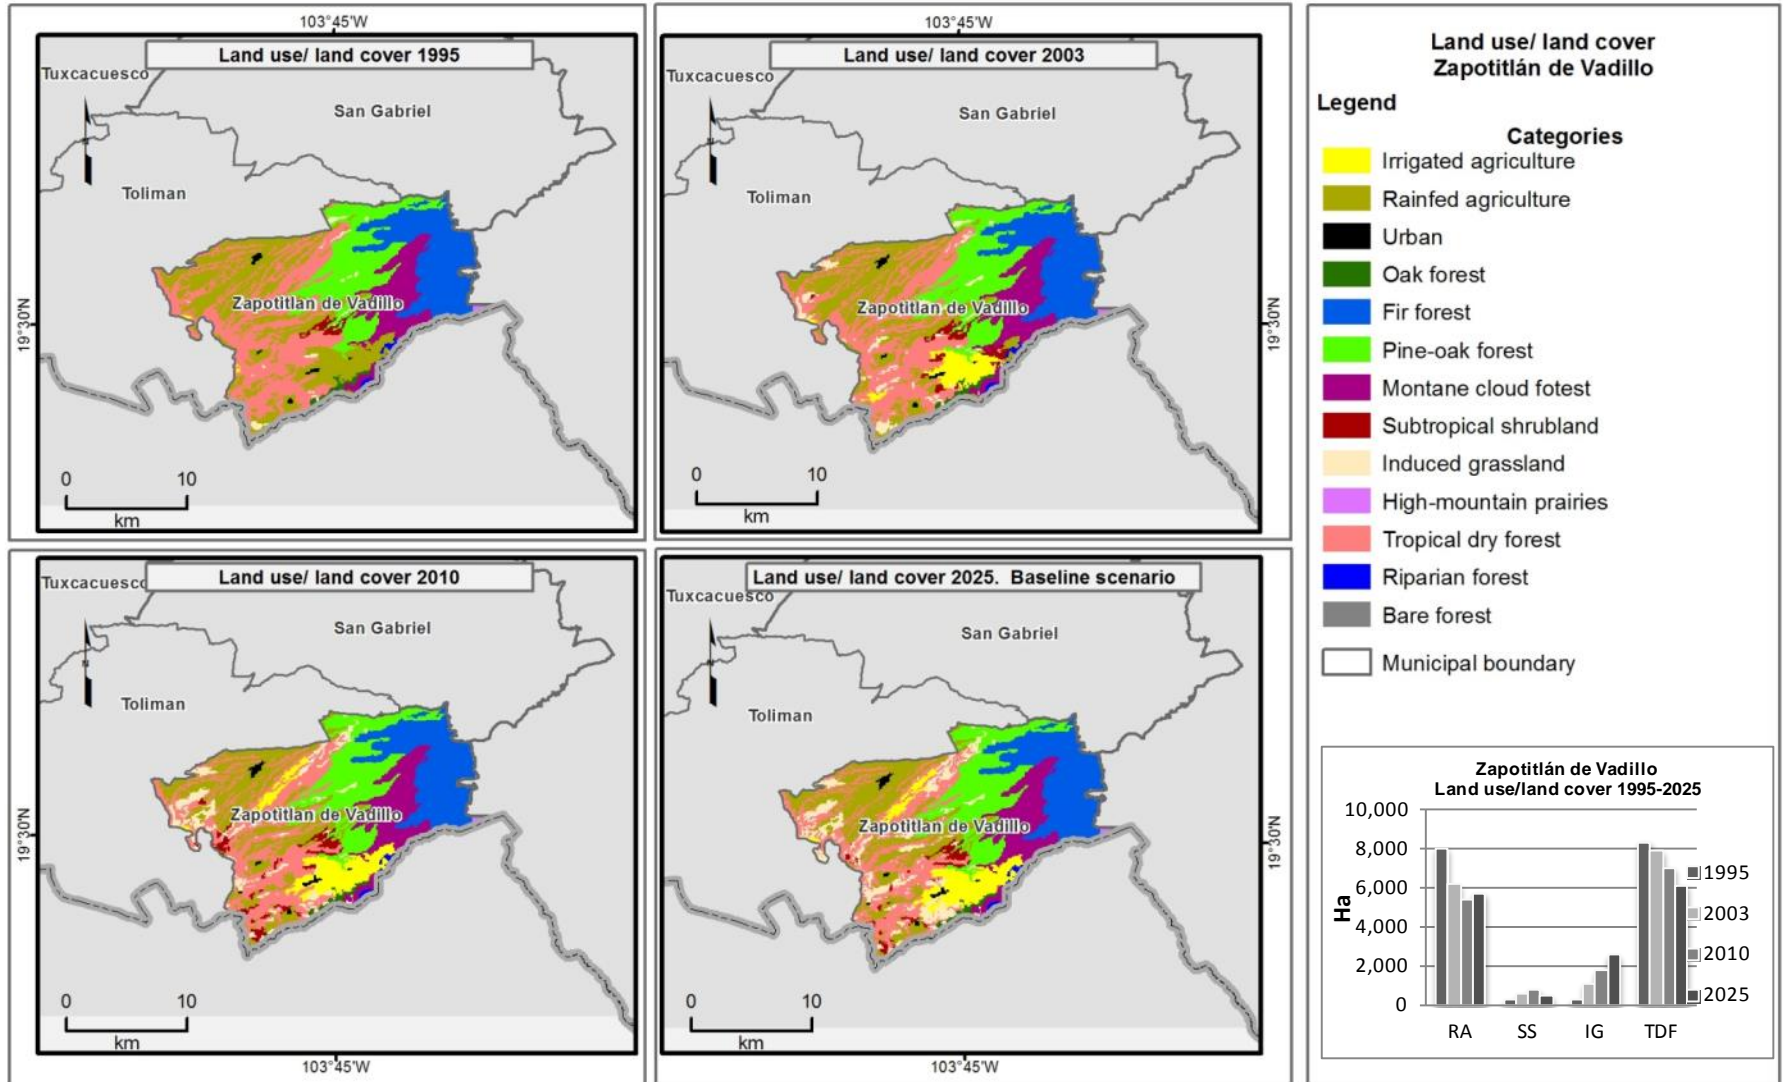 103°45'W
Land use/ land cover 1995
Tuxcacuesco
San Gabriel
N
Toliman
Zapotitlan de Vadillo
19°30'N
0 10
km
103°45'W
Land use/ land cover 2003
Tuxcacuesco
San Gabriel
N
Toliman
Zapotitlan de Vadillo
19°30'N
0 10
km
Land use/ land cover 2010
Tuxcacuesco
San Gabriel
N
Toliman
Zapotitlan de Vadillo
19°30'N
0 10
km
103°45'W
Land use/ land cover 2025. Baseline scenario
Tuxcacuesco
San Gabriel
N
Toliman
Zapotitlan de Vadillo
19°30'N
0 10
km
103°45'W
Land use/ land cover
Zapotitlán de Vadillo
Legend
Categories
Irrigated agriculture
Rainfed agriculture
Urban
Oak forest
Fir forest
Pine-oak forest
Montane cloud fotest
Subtropical shrubland
Induced grassland
High-mountain prairies
Tropical dry forest
Riparian forest
Bare forest
Municipal boundary
Zapotitlán de Vadillo
Land use/land cover 1995-2025
Ha
10,000
8,000
6,000
4,000
2,000
0
RA SS IG TDF
1995
2003
2010
2025